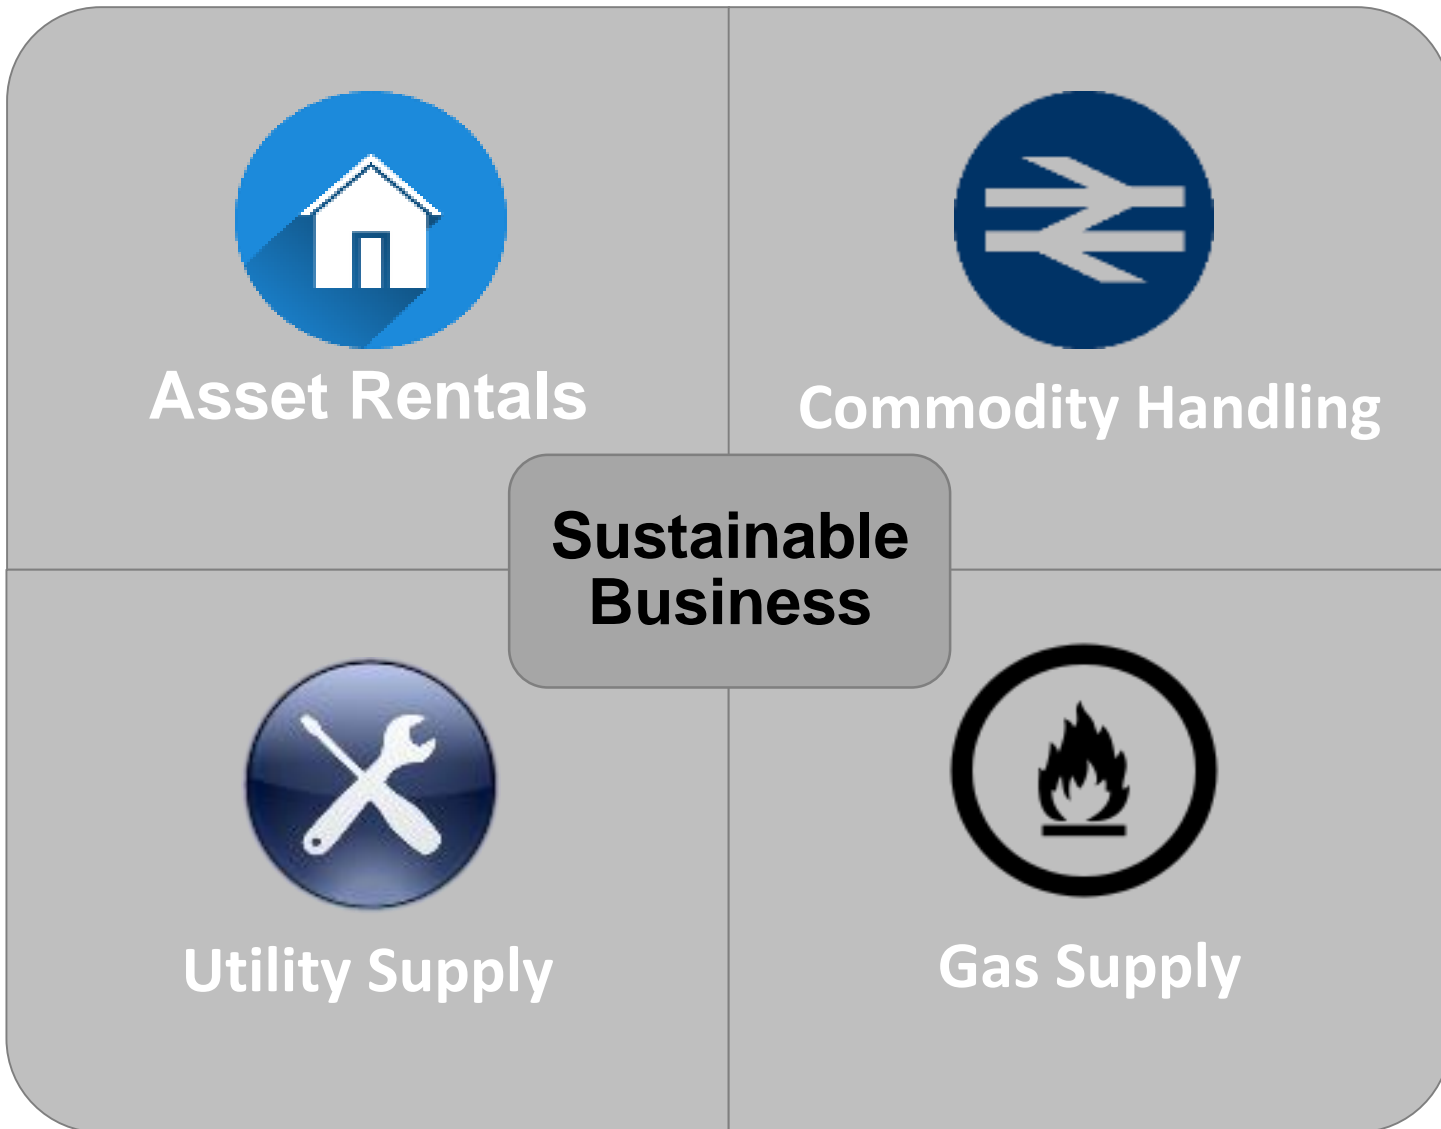 Asset Rentals
Commodity Handling
Sustainable
Business
Utility Supply
Gas Supply